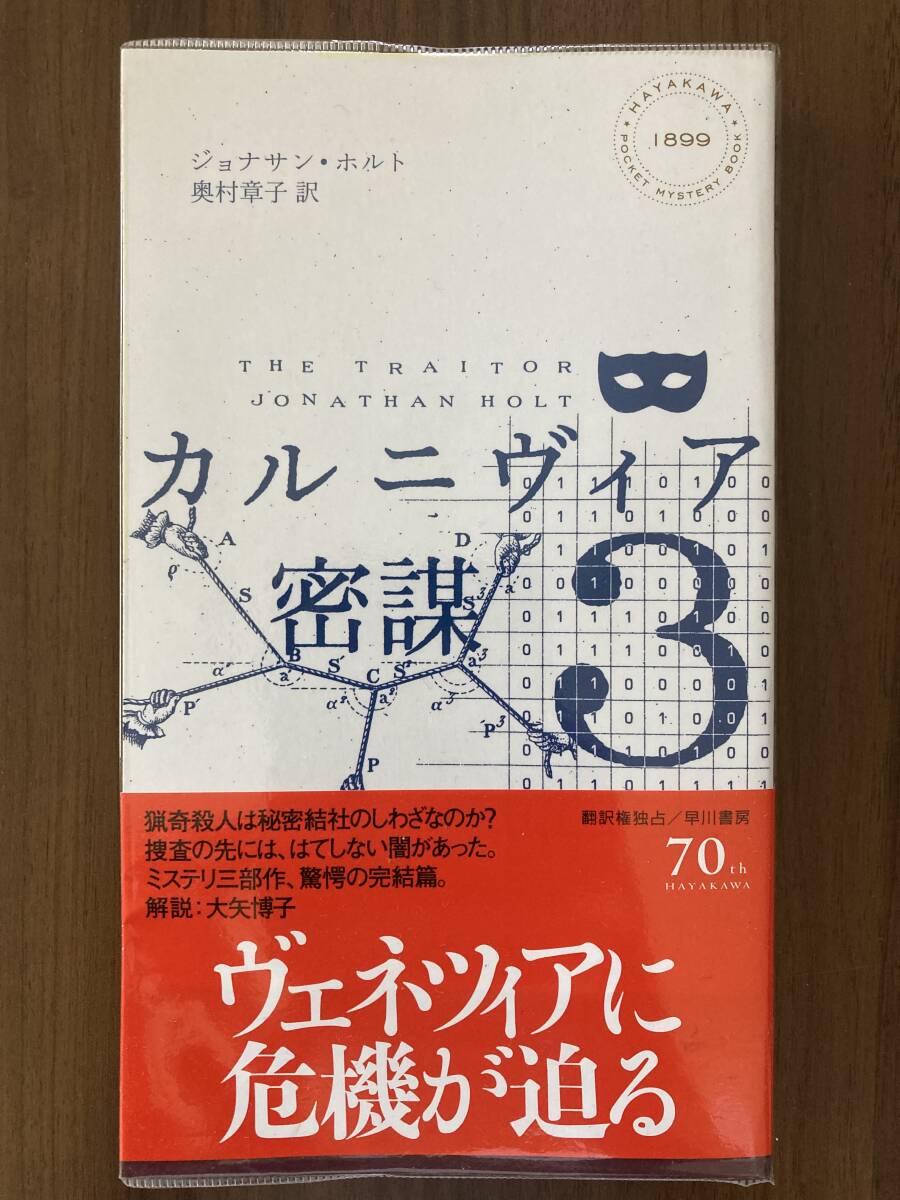 HAYAKAWA
1899
POCKET MYSTERY BOOK
ジョナサン・ホルト
奥村章子 訳
THE TRAITOR
JONATHAN HOLT
カルニヴィア
3
密謀
A
D
S
B
S
C
S²
P
P
P³
猟奇殺人は秘密結社のしわざなのか?
捜査の先には、はてしない闇があった。
ミステリ三部作、驚愕の完結篇。
解説:大矢博子
翻訳権独占/早川書房
70th
HAYAKAWA
ヴェネツィアに
危機が迫る